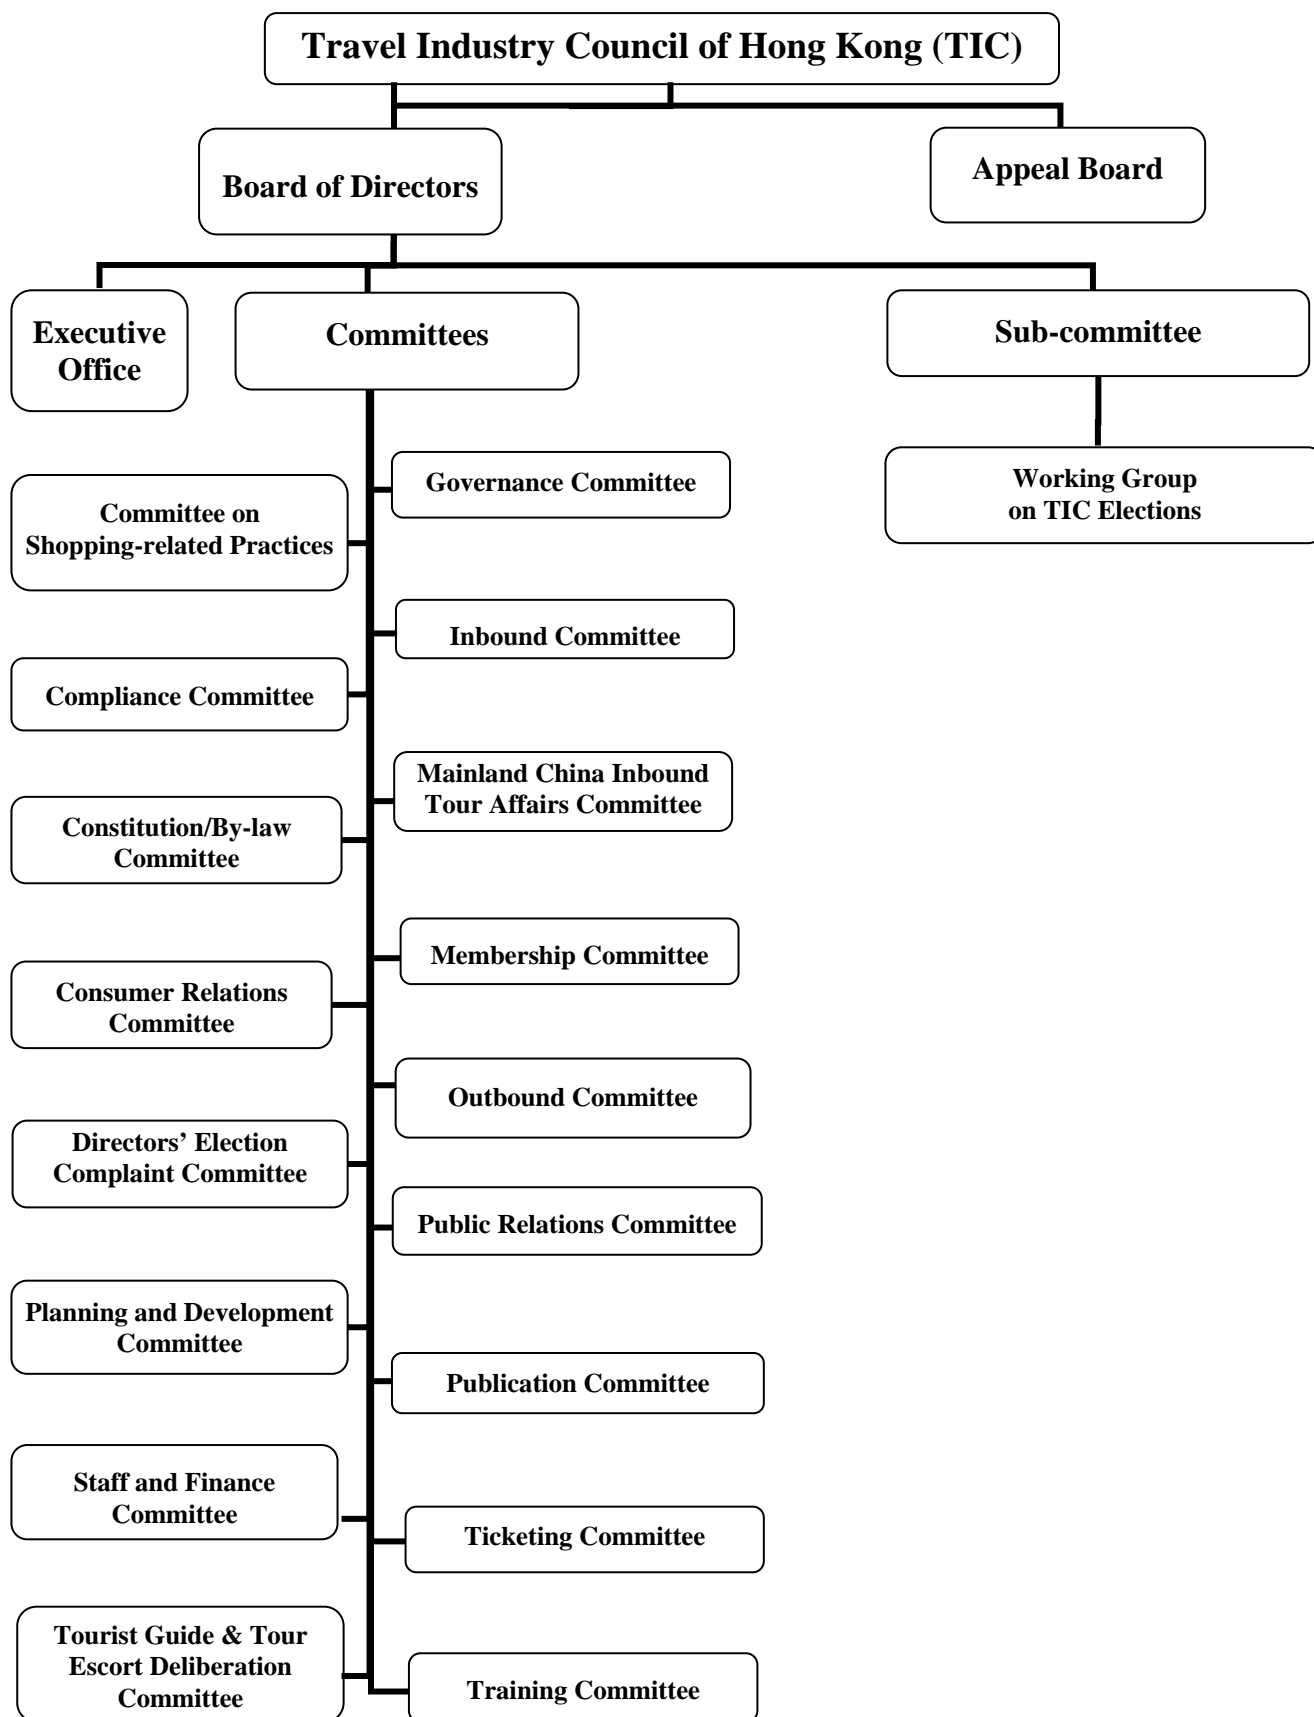 Travel Industry Council of Hong Kong (TIC)
Board of Directors
Appeal Board
Executive
Office
Committees
Sub-committee
Working Group
on TIC Elections
Committee on
Shopping-related Practices
Governance Committee
Inbound Committee
Compliance Committee
Mainland China Inbound
Tour Affairs Committee
Constitution/By-law
Committee
Membership Committee
Consumer Relations
Committee
Outbound Committee
Directors’ Election
Complaint Committee
Public Relations Committee
Planning and Development
Committee
Publication Committee
Staff and Finance
Committee
Ticketing Committee
Tourist Guide & Tour
Escort Deliberation
Committee
Training Committee